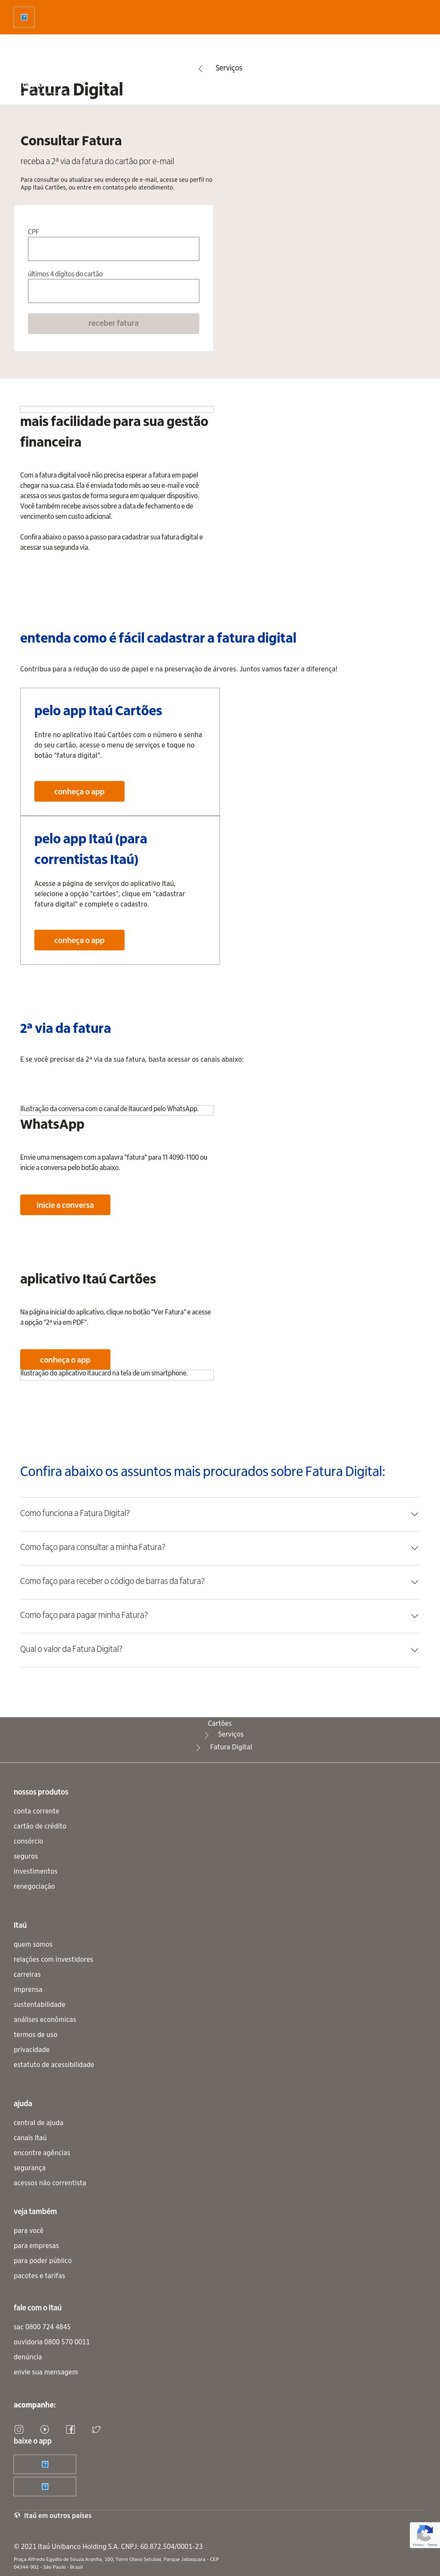 Serviços
Fatura Digital
Consultar Fatura
receba a 2ª via da fatura do cartão por e-mail
Para consultar ou atualizar seu endereço de e-mail, acesse seu perfil no
App Itaú Cartões, ou entre em contato pelo atendimento.
CPF
últimos 4 dígitos do cartão
receber fatura
mais facilidade para sua gestão
financeira
Com a fatura digital você não precisa esperar a fatura em papel
chegar na sua casa. Ela é enviada todo mês ao seu e-mail e você
acessa os seus gastos de forma segura em qualquer dispositivo.
Você também recebe avisos sobre a data de fechamento e de
vencimento sem custo adicional.
Confira abaixo o passo a passo para cadastrar sua fatura digital e
acessar sua segunda via.
entenda como é fácil cadastrar a fatura digital
Contribua para a redução do uso de papel e na preservação de árvores. Juntos vamos fazer a diferença!
pelo app Itaú Cartões
Entre no aplicativo Itaú Cartões com o número e senha
do seu cartão, acesse o menu de serviços e toque no
botão "fatura digital".
conheça o app
pelo app Itaú (para
correntistas Itaú)
Acesse a página de serviços do aplicativo Itaú,
selecione a opção "cartões", clique em "cadastrar
fatura digital" e complete o cadastro.
conheça o app
2ª via da fatura
E se você precisar da 2ª via da sua fatura, basta acessar os canais abaixo:
Ilustração da conversa com o canal de Itaucard pelo WhatsApp.
WhatsApp
Envie uma mensagem com a palavra "fatura" para 11 4090-1100 ou
inicie a conversa pelo botão abaixo.
inicie a conversa
aplicativo Itaú Cartões
Na página inicial do aplicativo, clique no botão "Ver Fatura" e acesse
a opção "2ª via em PDF".
conheça o app
Ilustração do aplicativo Itaucard na tela de um smartphone.
Confira abaixo os assuntos mais procurados sobre Fatura Digital:
Como funciona a Fatura Digital?
Como faço para consultar a minha Fatura?
Como faço para receber o código de barras da fatura?
Como faço para pagar minha Fatura?
Qual o valor da Fatura Digital?
Cartões
Serviços
Fatura Digital
nossos produtos
conta corrente
cartão de crédito
consórcio
seguros
investimentos
renegociação
Itaú
quem somos
relações com investidores
carreiras
imprensa
sustentabilidade
análises econômicas
termos de uso
privacidade
estatuto de acessibilidade
ajuda
central de ajuda
canais Itaú
encontre agências
segurança
acessos não correntista
veja também
para você
para empresas
para poder público
pacotes e tarifas
fale com o Itaú
sac 0800 724 4845
ouvidoria 0800 570 0011
denúncia
envie sua mensagem
acompanhe:
baixe o app
Itaú em outros países
© 2021 Itaú Unibanco Holding S.A. CNPJ: 60.872.504/0001-23
Praça Alfredo Egydio de Souza Aranha, 100, Torre Olavo Setubal, Parque Jabaquara - CEP
04344-902 - São Paulo - Brasil